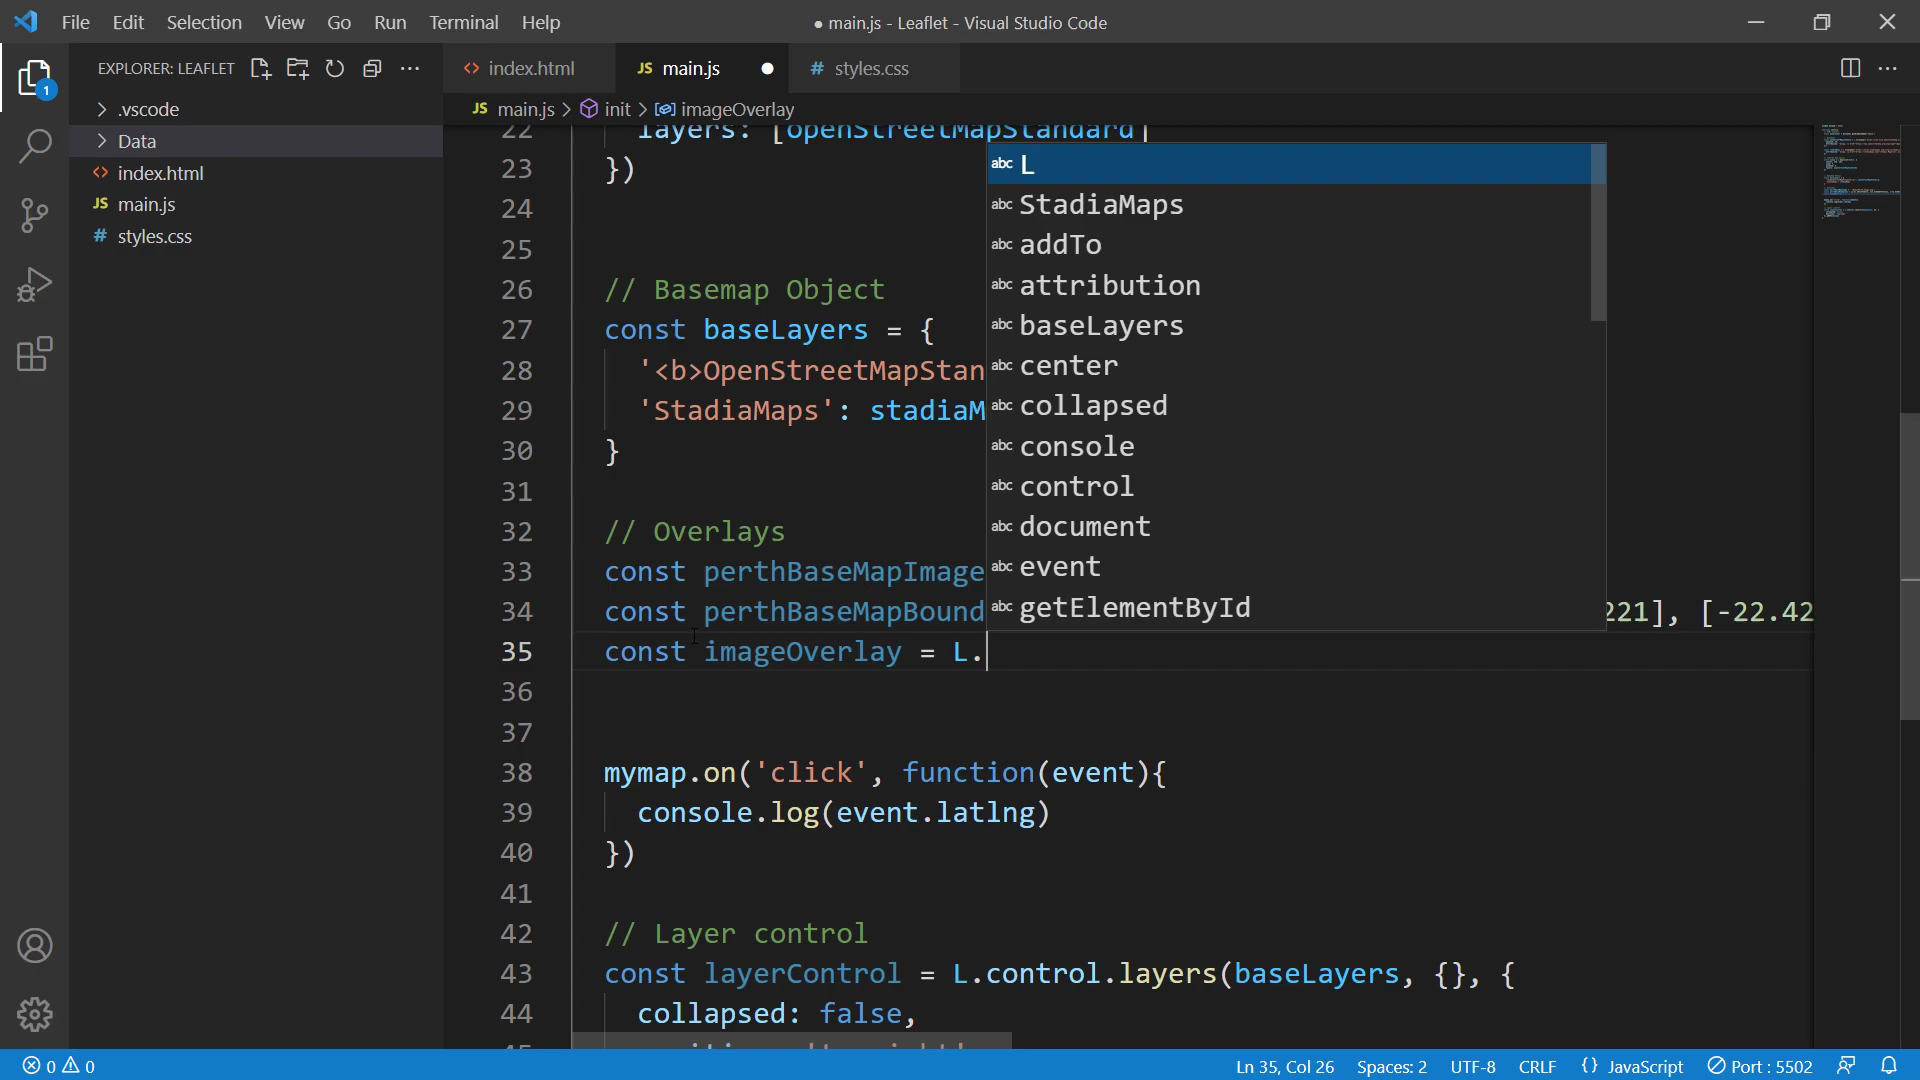 File Edit Selection View Go Run Terminal Help
● main.js - Leaflet - Visual Studio Code
EXPLORER: LEAFLET
index.html
main.js
styles.css
1
.vscode
Data
index.html
main.js
styles.css
main.js > init > imageOverlay
22 layers: [openStreetMapStandard]
23 })
24
25
26 // Basemap Object
27 const baseLayers = {
28 '<b>OpenStreetMapStan
29 'StadiaMaps': stadiaM
30 }
31
32 // Overlays
33 const perthBaseMapImage
34 const perthBaseMapBound 221], [-22.42
35 const imageOverlay = L.
36
37
38 mymap.on('click', function(event){
39 console.log(event.latlng)
40 })
41
42 // Layer control
43 const layerControl = L.control.layers(baseLayers, {}, {
44 collapsed: false,
abc L
abc StadiaMaps
abc addTo
abc attribution
abc baseLayers
abc center
abc collapsed
abc console
abc control
abc document
abc event
abc getElementById
0 0
Ln 35, Col 26
Spaces: 2
UTF-8
CRLF
{} JavaScript
Port : 5502